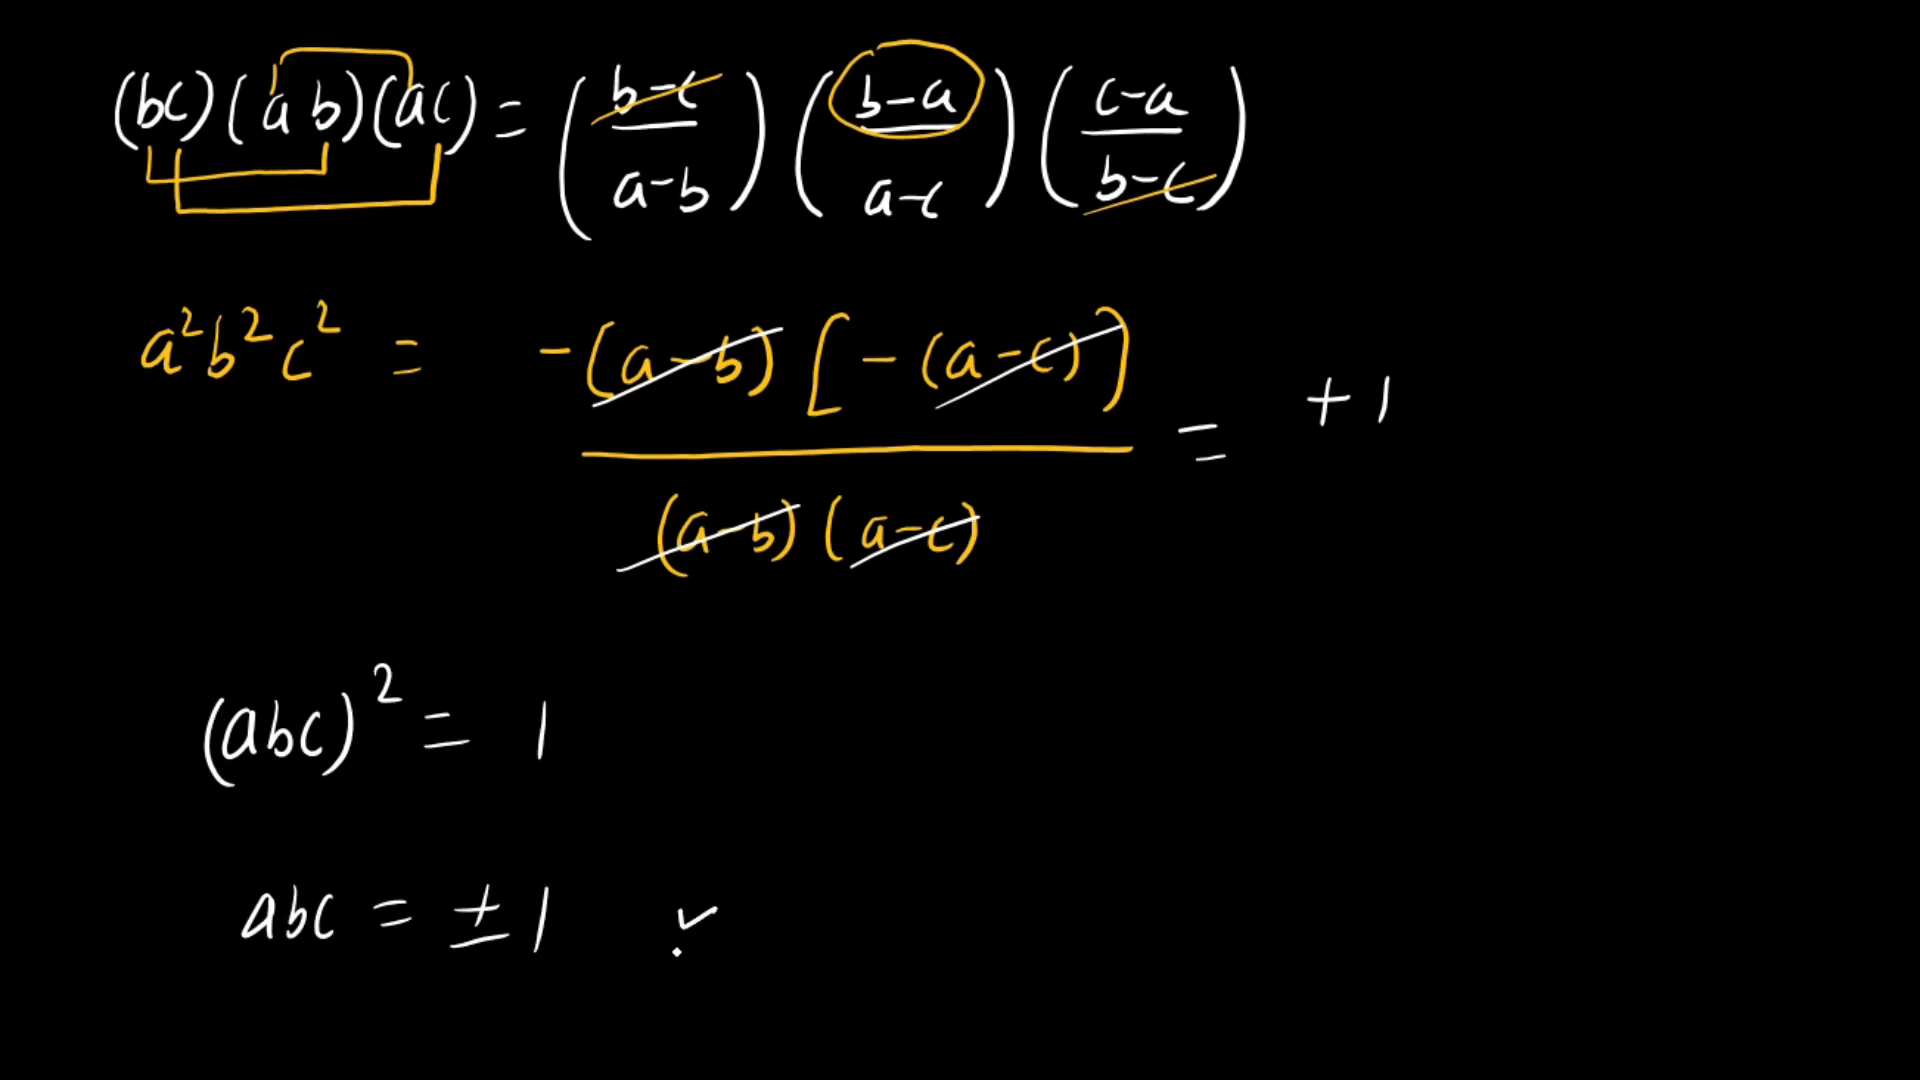 (bc)(ab)(ac) = (b-c/a-b)(b-a/a-c)(c-a/b-c)
a²b²c² = -(a-b)[-(a-c)]/(a-b)(a-c) = +1
(abc)² = 1
abc = ± 1